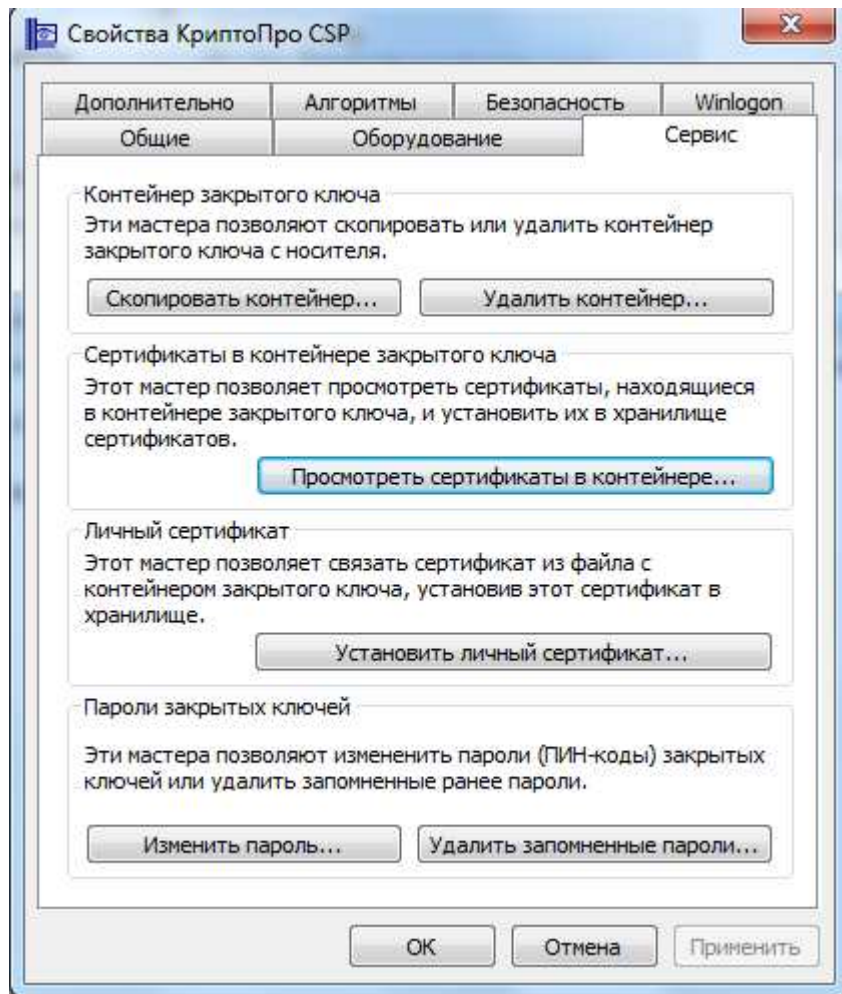 Свойства КриптоПро CSP
Дополнительно
Алгоритмы
Безопасность
Winlogon
Общие
Оборудование
Сервис
Контейнер закрытого ключа
Эти мастера позволяют скопировать или удалить контейнер
закрытого ключа с носителя.
Скопировать контейнер...
Удалить контейнер...
Сертификаты в контейнере закрытого ключа
Этот мастер позволяет просмотреть сертификаты, находящиеся
в контейнере закрытого ключа, и установить их в хранилище
сертификатов.
Просмотреть сертификаты в контейнере...
Личный сертификат
Этот мастер позволяет связать сертификат из файла с
контейнером закрытого ключа, установив этот сертификат в
хранилище.
Установить личный сертификат...
Пароли закрытых ключей
Эти мастера позволяют измененить пароли (ПИН-коды) закрытых
ключей или удалить запомненные ранее пароли.
Изменить пароль...
Удалить запомненные пароли...
ОК
Отмена
Применить